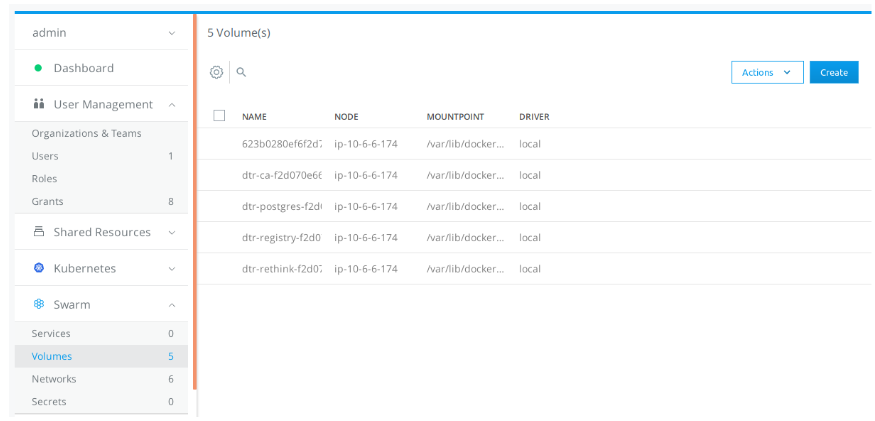 admin
Dashboard
User Management
Organizations & Teams
Users 1
Roles
Grants 8
Shared Resources
Kubernetes
Swarm
Services 0
Volumes 5
Networks 6
Secrets 0
5 Volume(s)
Actions Create
NAME NODE MOUNTPOINT DRIVER
623b0280ef6f2d7 ip-10-6-6-174 /var/lib/docker... local
dtr-ca-f2d070e66 ip-10-6-6-174 /var/lib/docker... local
dtr-postgres-f2d0 ip-10-6-6-174 /var/lib/docker... local
dtr-registry-f2d0 ip-10-6-6-174 /var/lib/docker... local
dtr-rethink-f2d07 ip-10-6-6-174 /var/lib/docker... local